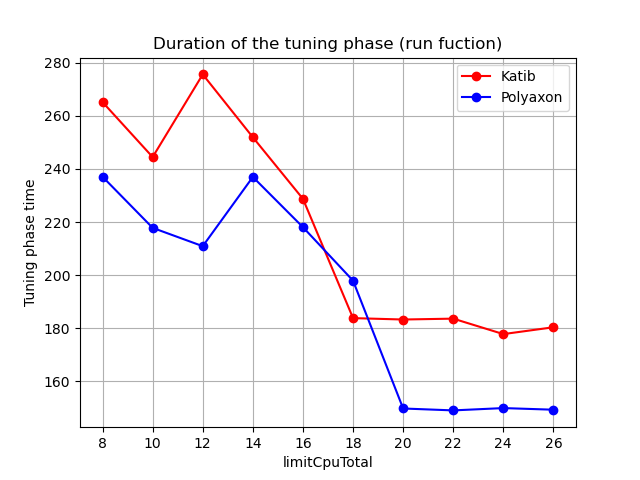 Duration of the tuning phase (run fuction)
Katib
Polyaxon
280
260
240
220
200
180
160
Tuning phase time
8 10 12 14 16 18 20 22 24 26
limitCpuTotal